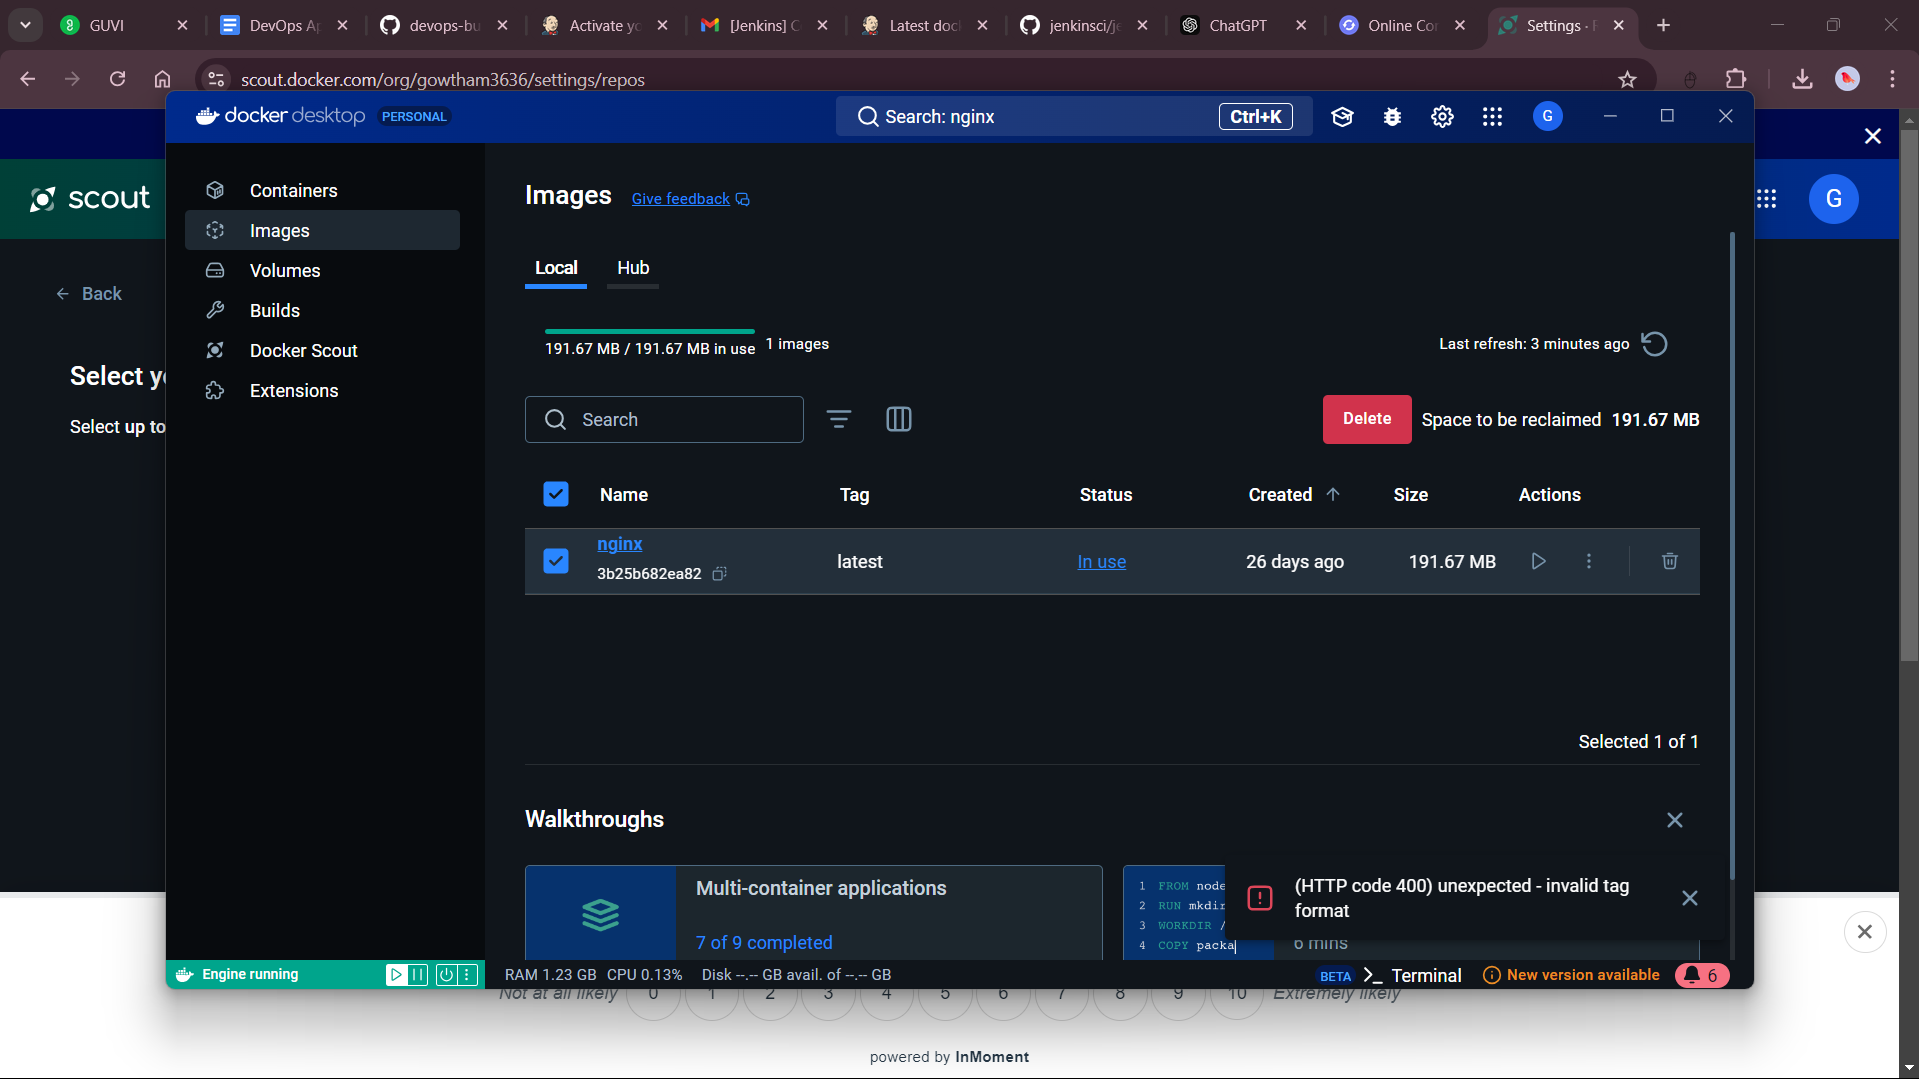 GUVI
DevOps Ap
devops-bu
Activate yo
[Jenkins] C
Latest doc
jenkinsci/je
ChatGPT
Online Cor
Settings · R
scout.docker.com/org/gowtham3636/settings/repos
docker desktop PERSONAL
Search: nginx Ctrl+K
G
scout
G
Back
Select yo
Select up to
Containers
Images
Volumes
Builds
Docker Scout
Extensions
Images Give feedback
Local Hub
191.67 MB / 191.67 MB in use 1 images
Last refresh: 3 minutes ago
Search
Delete Space to be reclaimed 191.67 MB
Name Tag Status Created Size Actions
nginx
3b25b682ea82
latest In use 26 days ago 191.67 MB
Selected 1 of 1
Walkthroughs
Multi-container applications
7 of 9 completed
1 FROM node
2 RUN mkdir
3 WORKDIR /
4 COPY packa
6 mins
(HTTP code 400) unexpected - invalid tag
format
Engine running
RAM 1.23 GB CPU 0.13% Disk --.-- GB avail. of --.-- GB
BETA >_ Terminal New version available 6
Not at all likely 0 1 2 3 4 5 6 7 8 9 10 Extremely likely
powered by InMoment